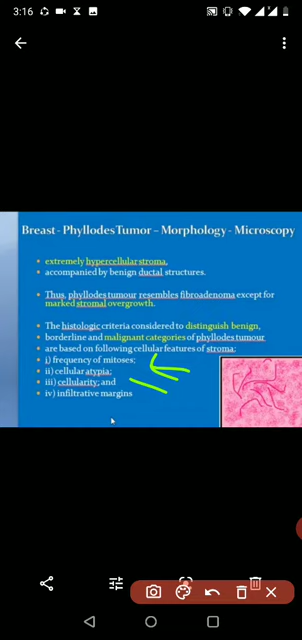 3:16
Breast - Phyllodes Tumor – Morphology - Microscopy
extremely hypercellular stroma,
accompanied by benign ductal structures.
Thus, phyllodes tumour resembles fibroadenoma except for
marked stromal overgrowth.
The histologic criteria considered to distinguish benign,
borderline and malignant categories of phyllodes tumour
are based on following cellular features of stroma:
i) frequency of mitoses;
ii) cellular atypia;
iii) cellularity; and
iv) infiltrative margins